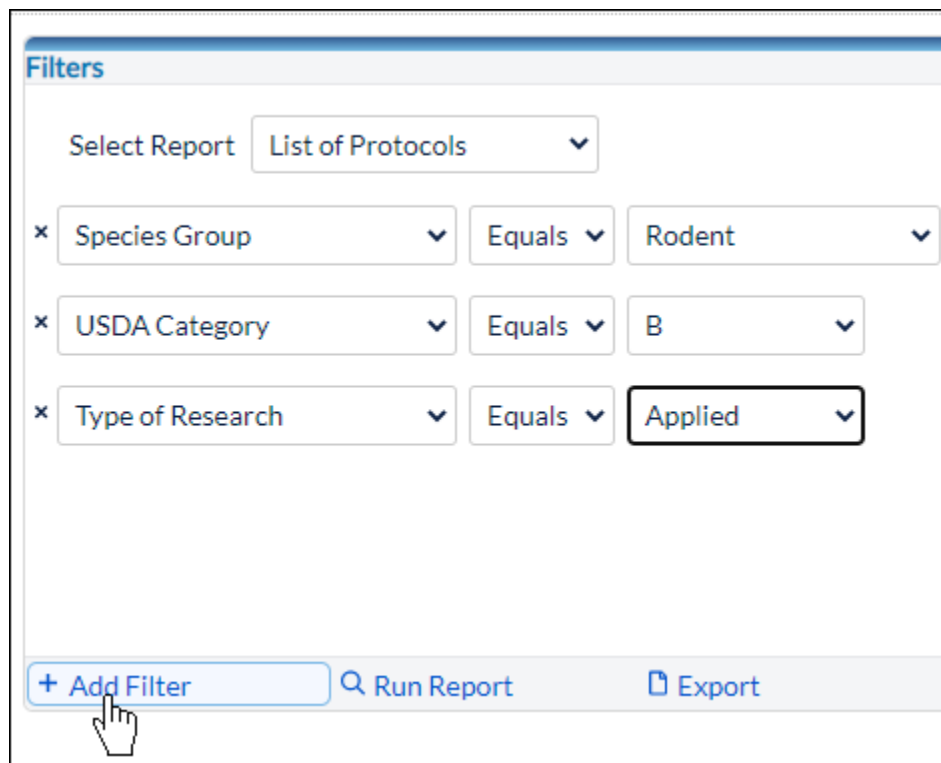 Filters
Select Report List of Protocols
× Species Group Equals Rodent
× USDA Category Equals B
× Type of Research Equals Applied
+ Add Filter Run Report Export